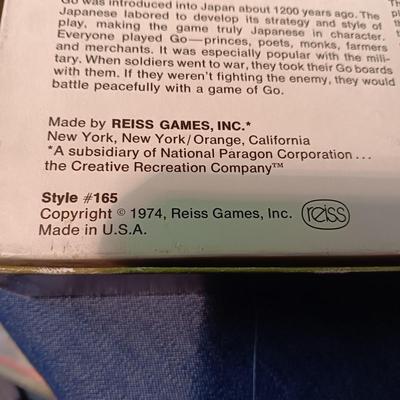 Go was introduced into Japan about 1200 years ago. The
Japanese labored to develop its strategy and style of
play, making the game truly Japanese in character.
Everyone played Go—princes, poets, monks, farmers
and merchants. It was especially popular with the mili-
tary. When soldiers went to war, they took their Go boards
with them. If they weren't fighting the enemy, they would
battle peacefully with a game of Go.
Made by REISS GAMES, INC.*
New York, New York/Orange, California
*A subsidiary of National Paragon Corporation...
the Creative Recreation Company™
Style #165
Copyright © 1974, Reiss Games, Inc. reiss
Made in U.S.A.